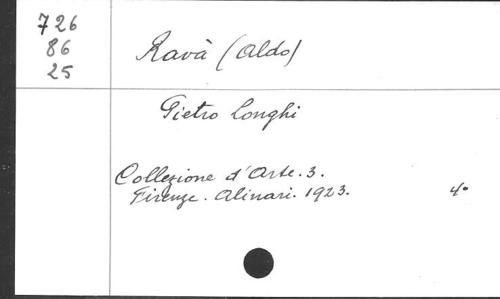 726
86
25
Ravà (Aldo)
Pietro Longhi
Collezione d'Arte. 3.
Firenze. Alinari. 1923. 4°